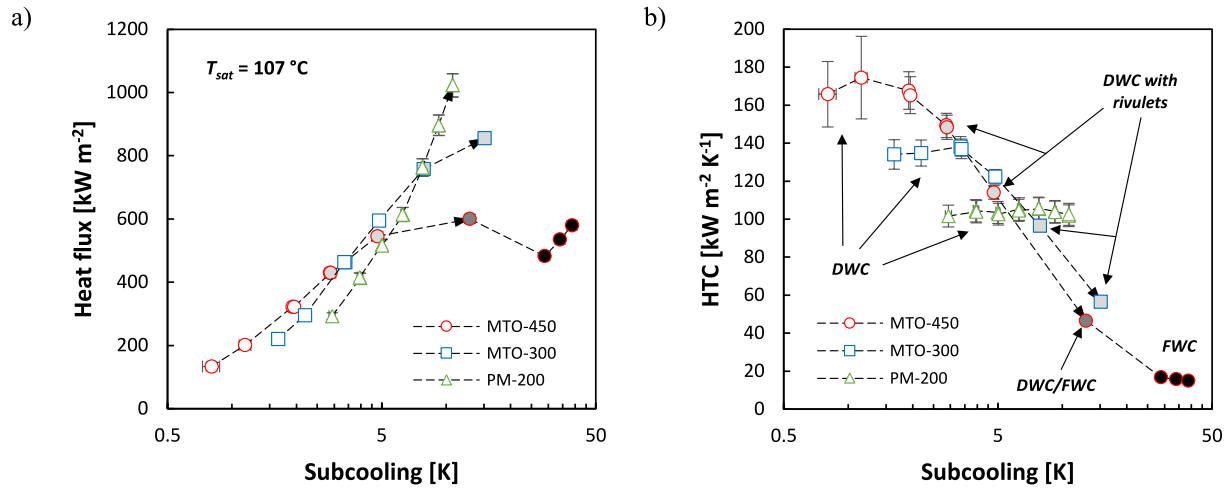 a)
1200
1000
800
600
400
200
0
Heat flux [kW m-2]
Tsat = 107 °C
MTO-450
MTO-300
PM-200
0.5
5
50
Subcooling [K]
b)
200
180
160
140
120
100
80
60
40
20
0
HTC [kW m-2 K-1]
DWC with
rivulets
DWC
MTO-450
MTO-300
PM-200
FWC
DWC/FWC
0.5
5
50
Subcooling [K]